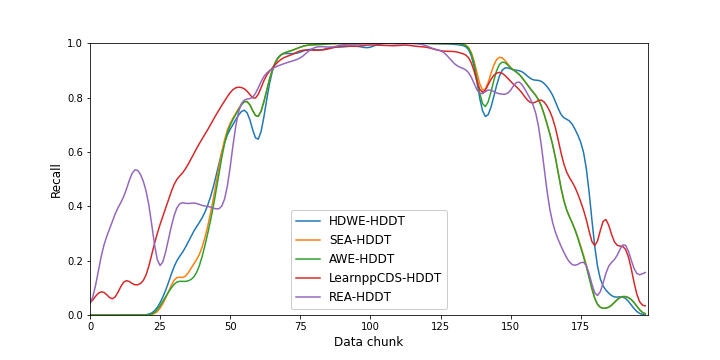 1.0
0.8
0.6
0.4
0.2
0.0
Recall
0 25 50 75 100 125 150 175
Data chunk
HDWE-HDDT
SEA-HDDT
AWE-HDDT
LearnppCDS-HDDT
REA-HDDT